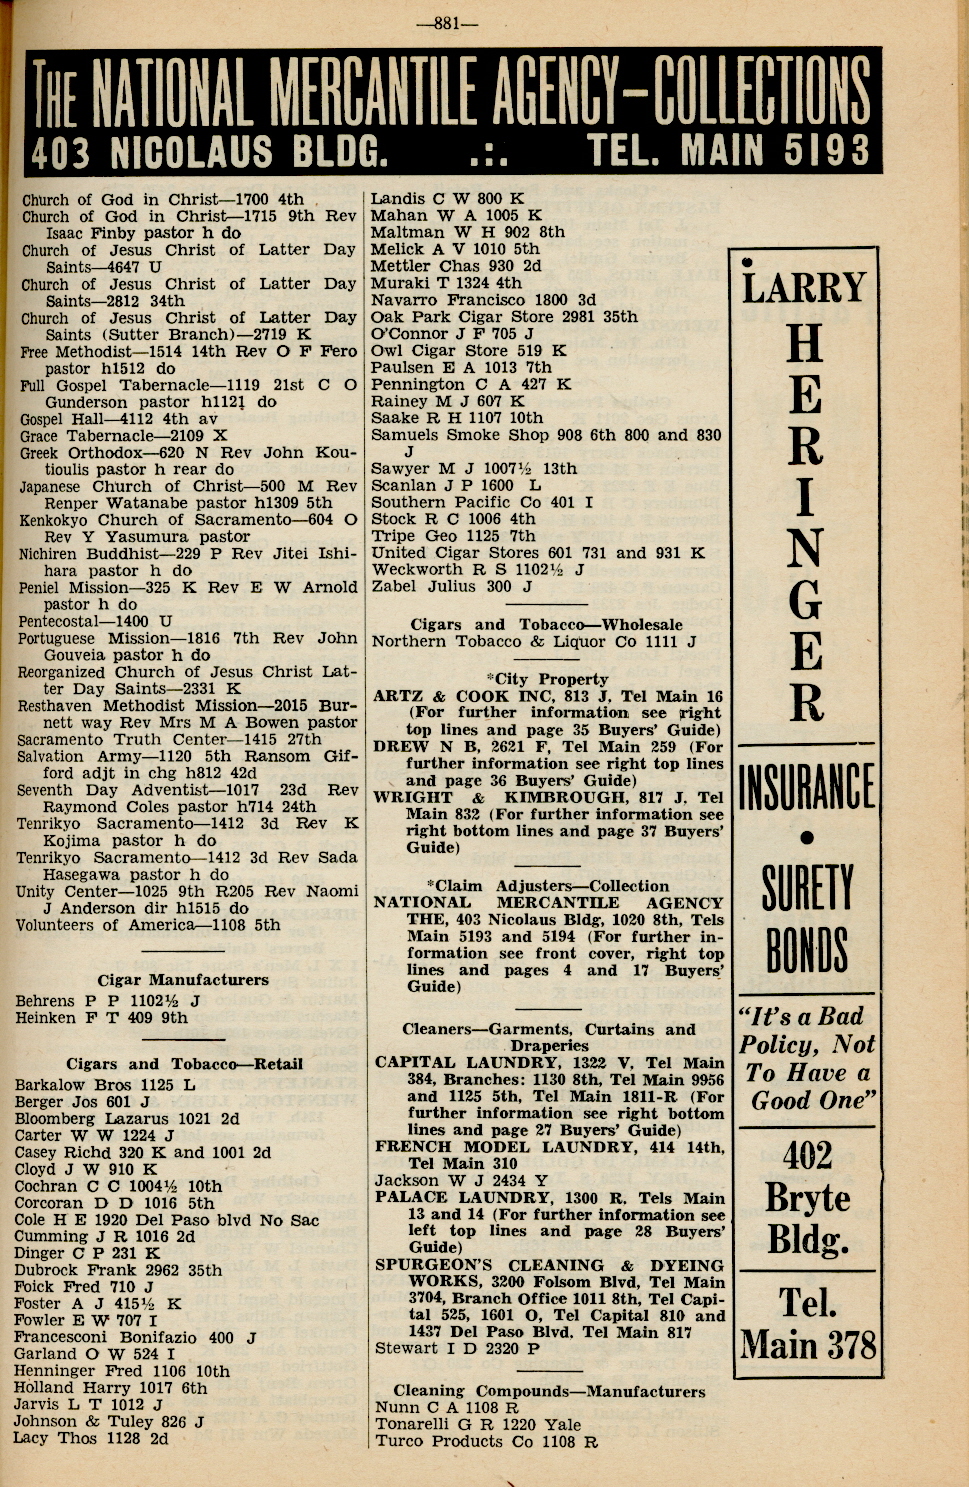 —881—
THE NATIONAL MERCANTILE AGENCY—COLLECTIONS
403 NICOLAUS BLDG. .:. TEL. MAIN 5193
Church of God in Christ—1700 4th
Church of God in Christ—1715 9th Rev
Isaac Finby pastor h do
Church of Jesus Christ of Latter Day
Saints—4647 U
Church of Jesus Christ of Latter Day
Saints—2812 34th
Church of Jesus Christ of Latter Day
Saints (Sutter Branch)—2719 K
Free Methodist—1514 14th Rev O F Fero
pastor h1512 do
Full Gospel Tabernacle—1119 21st C O
Gunderson pastor h1121 do
Gospel Hall—4112 4th av
Grace Tabernacle—2109 X
Greek Orthodox—620 N Rev John Kou-
tioulis pastor h rear do
Japanese Church of Christ—500 M Rev
Renper Watanabe pastor h1309 5th
Kenkokyo Church of Sacramento—604 O
Rev Y Yasumura pastor
Nichiren Buddhist—229 P Rev Jitei Ishi-
hara pastor h do
Peniel Mission—325 K Rev E W Arnold
pastor h do
Pentecostal—1400 U
Portuguese Mission—1816 7th Rev John
Gouveia pastor h do
Reorganized Church of Jesus Christ Lat-
ter Day Saints—2331 K
Resthaven Methodist Mission—2015 Bur-
nett way Rev Mrs M A Bowen pastor
Sacramento Truth Center—1415 27th
Salvation Army—1120 5th Ransom Gif-
ford adjt in chg h812 42d
Seventh Day Adventist—1017 23d Rev
Raymond Coles pastor h714 24th
Tenrikyo Sacramento—1412 3d Rev K
Kojima pastor h do
Tenrikyo Sacramento—1412 3d Rev Sada
Hasegawa pastor h do
Unity Center—1025 9th R205 Rev Naomi
J Anderson dir h1515 do
Volunteers of America—1108 5th
Cigar Manufacturers
Behrens P P 1102½ J
Heinken F T 409 9th
Cigars and Tobacco—Retail
Barkalow Bros 1125 L
Berger Jos 601 J
Bloomberg Lazarus 1021 2d
Carter W W 1224 J
Casey Richd 320 K and 1001 2d
Cloyd J W 910 K
Cochran C C 1004½ 10th
Corcoran D D 1016 5th
Cole H E 1920 Del Paso blvd No Sac
Cumming J R 1016 2d
Dinger C P 231 K
Dubrock Frank 2962 35th
Foick Fred 710 J
Foster A J 415½ K
Fowler E W 707 I
Francesconi Bonifazio 400 J
Garland O W 524 I
Henninger Fred 1106 10th
Holland Harry 1017 6th
Jarvis L T 1012 J
Johnson & Tuley 826 J
Lacy Thos 1128 2d
Landis C W 800 K
Mahan W A 1005 K
Maltman W H 902 8th
Melick A V 1010 5th
Mettler Chas 930 2d
Muraki T 1324 4th
Navarro Francisco 1800 3d
Oak Park Cigar Store 2981 35th
O'Connor J F 705 J
Owl Cigar Store 519 K
Paulsen E A 1013 7th
Pennington C A 427 K
Rainey M J 607 K
Saake R H 1107 10th
Samuels Smoke Shop 908 6th 800 and 830
J
Sawyer M J 1007½ 13th
Scanlan J P 1600 L
Southern Pacific Co 401 I
Stock R C 1006 4th
Tripe Geo 1125 7th
United Cigar Stores 601 731 and 931 K
Weckworth R S 1102½ J
Zabel Julius 300 J
Cigars and Tobacco—Wholesale
Northern Tobacco & Liquor Co 1111 J
*City Property
ARTZ & COOK INC, 813 J, Tel Main 16
(For further information see right
top lines and page 35 Buyers' Guide)
DREW N B, 2621 F, Tel Main 259 (For
further information see right top lines
and page 36 Buyers' Guide)
WRIGHT & KIMBROUGH, 817 J, Tel
Main 832 (For further information see
right bottom lines and page 37 Buyers'
Guide)
*Claim Adjusters—Collection
NATIONAL MERCANTILE AGENCY
THE, 403 Nicolaus Bldg, 1020 8th, Tels
Main 5193 and 5194 (For further in-
formation see front cover, right top
lines and pages 4 and 17 Buyers'
Guide)
Cleaners—Garments, Curtains and
Draperies
CAPITAL LAUNDRY, 1322 V, Tel Main
384, Branches: 1130 8th, Tel Main 9956
and 1125 5th, Tel Main 1811-R (For
further information see right bottom
lines and page 27 Buyers' Guide)
FRENCH MODEL LAUNDRY, 414 14th,
Tel Main 310
Jackson W J 2434 Y
PALACE LAUNDRY, 1300 R. Tels Main
13 and 14 (For further information see
left top lines and page 28 Buyers'
Guide)
SPURGEON'S CLEANING & DYEING
WORKS, 3200 Folsom Blvd, Tel Main
3704, Branch Office 1011 8th, Tel Capi-
tal 525, 1601 O, Tel Capital 810 and
1437 Del Paso Blvd. Tel Main 817
Stewart I D 2320 P
Cleaning Compounds—Manufacturers
Nunn C A 1108 R
Tonarelli G R 1220 Yale
Turco Products Co 1108 R
LARRY
HERINGER
INSURANCE
•
SURETY
BONDS
"It's a Bad
Policy, Not
To Have a
Good One"
402
Bryte
Bldg.
Tel.
Main 378